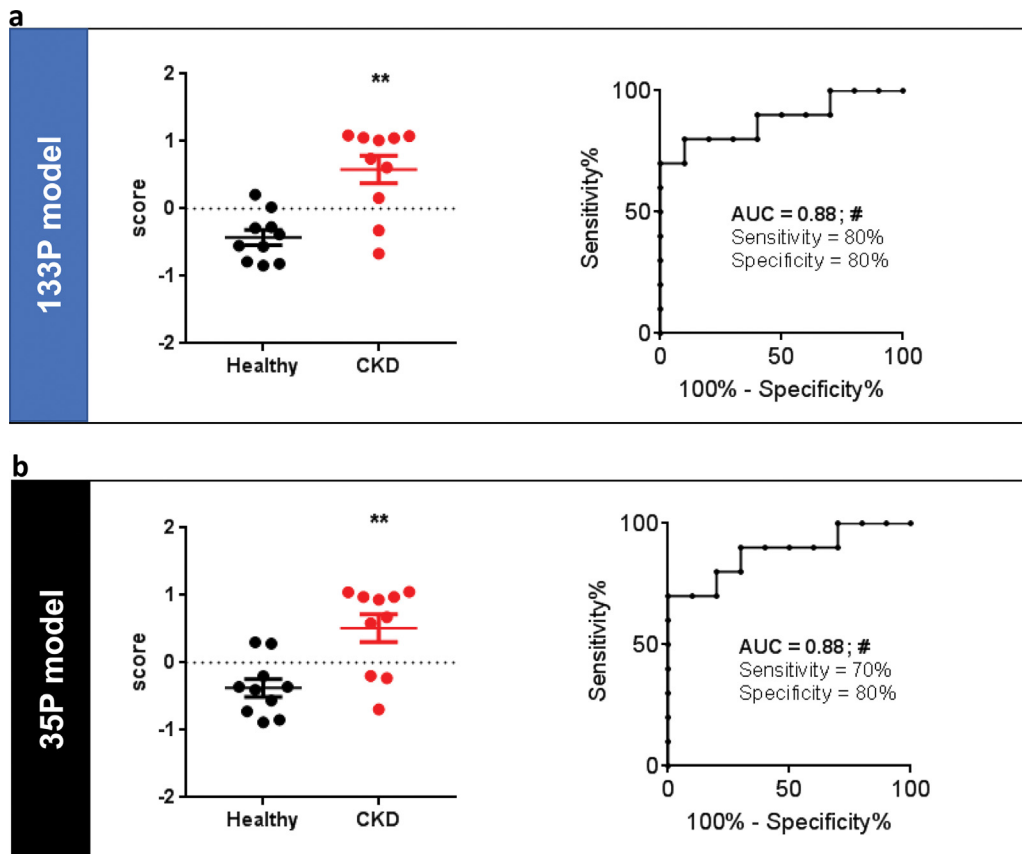 a
133P model
score
2
1
0
-1
-2
**
Healthy
CKD
Sensitivity%
100
50
0
AUC = 0.88; #
Sensitivity = 80%
Specificity = 80%
0
50
100
100% - Specificity%
b
35P model
score
2
1
0
-1
-2
**
Healthy
CKD
Sensitivity%
100
50
0
AUC = 0.88; #
Sensitivity = 70%
Specificity = 80%
0
50
100
100% - Specificity%